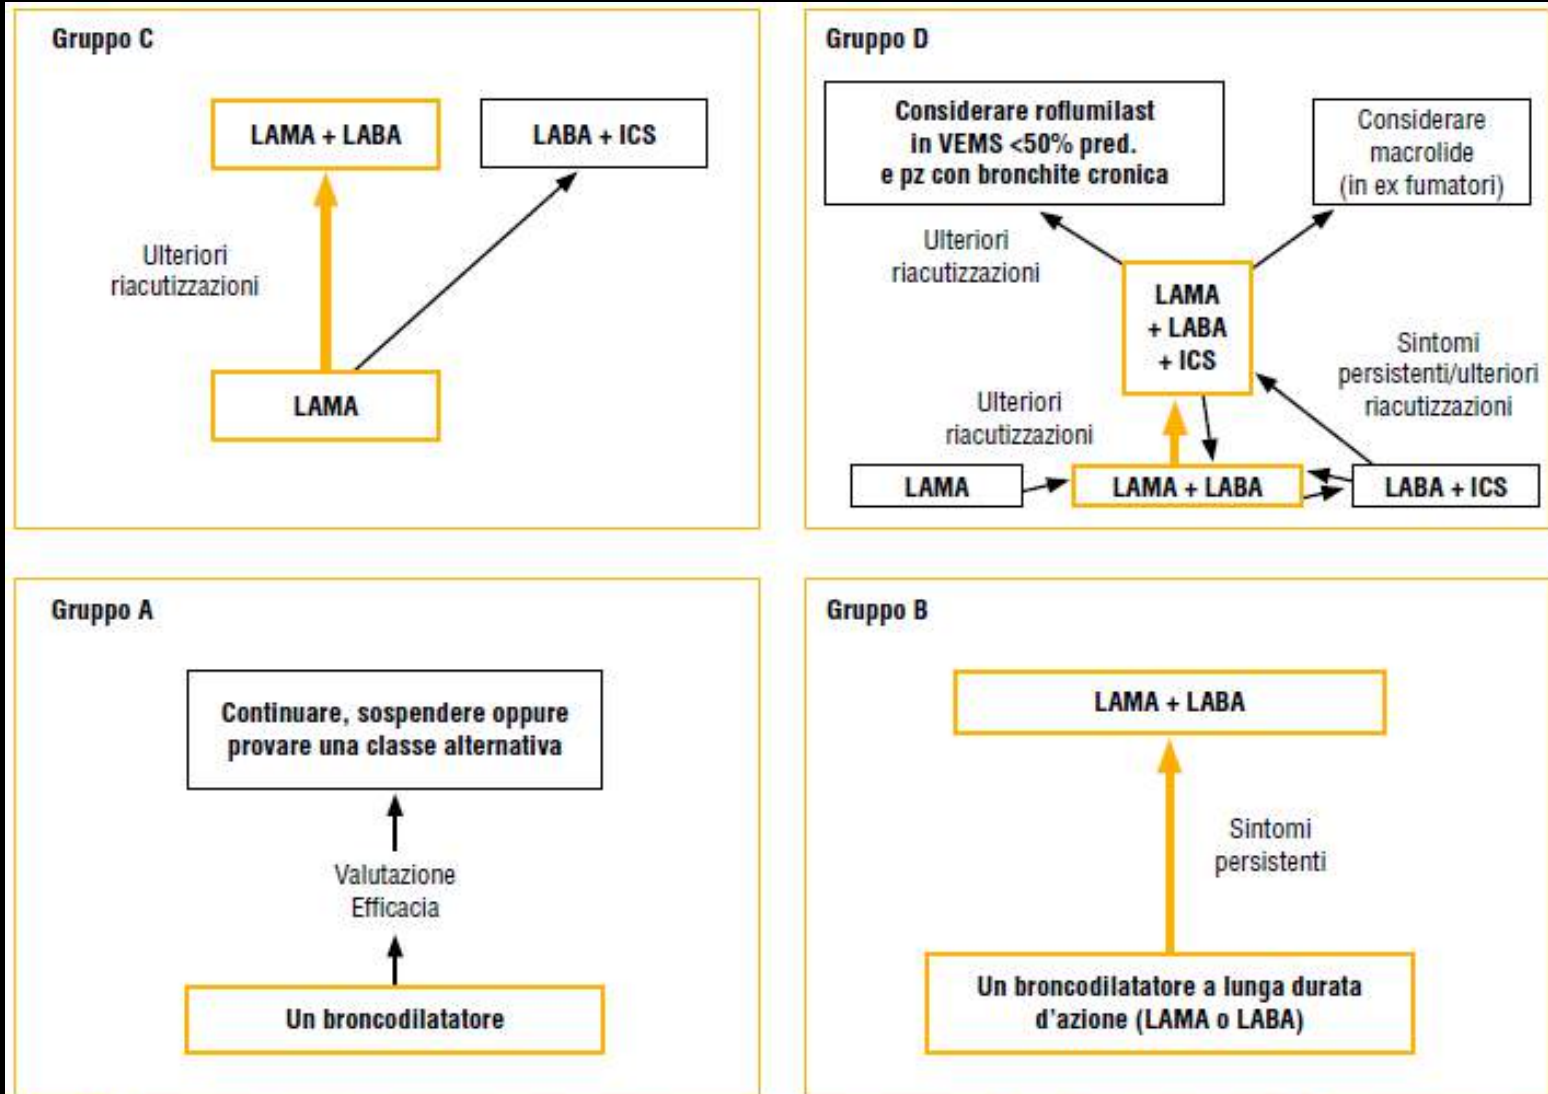 Gruppo C
LAMA + LABA
LABA + ICS
Ulteriori
riacutizzazioni
LAMA
Gruppo D
Considerare roflumilast
in VEMS <50% pred.
e pz con bronchite cronica
Considerare
macrolide
(in ex fumatori)
Ulteriori
riacutizzazioni
LAMA
+ LABA
+ ICS
Sintomi
persistenti/ulteriori
riacutizzazioni
Ulteriori
riacutizzazioni
LAMA
LAMA + LABA
LABA + ICS
Gruppo A
Continuare, sospendere oppure
provare una classe alternativa
Valutazione
Efficacia
Un broncodilatatore
Gruppo B
LAMA + LABA
Sintomi
persistenti
Un broncodilatatore a lunga durata
d'azione (LAMA o LABA)